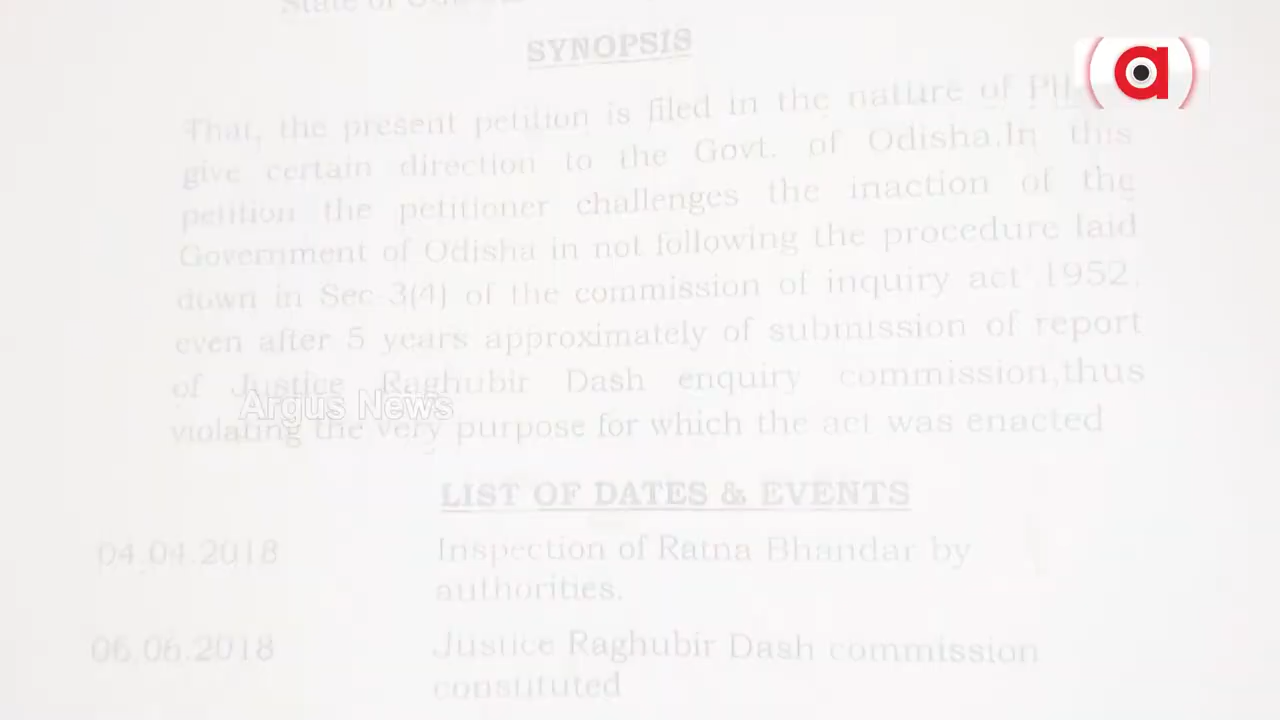 State of
SYNOPSIS
That, the present petition is filed in the nature of
give certain direction to the Govt. of Odisha.In this
petition the petitioner challenges the inaction of the
Government of Odisha in not following the procedure laid
down in Sec 3(4) of the commission of inquiry act 1952,
even after 5 years approximately of submission of report
of Justice Raghubir Dash enquiry commission,thus
Argus News
violating the very purpose for which the act was enacted
LIST OF DATES & EVENTS
04.04.2018 Inspection of Ratna Bhandar by
authorities.
06.06.2018 Justice Raghubir Dash commission
constituted